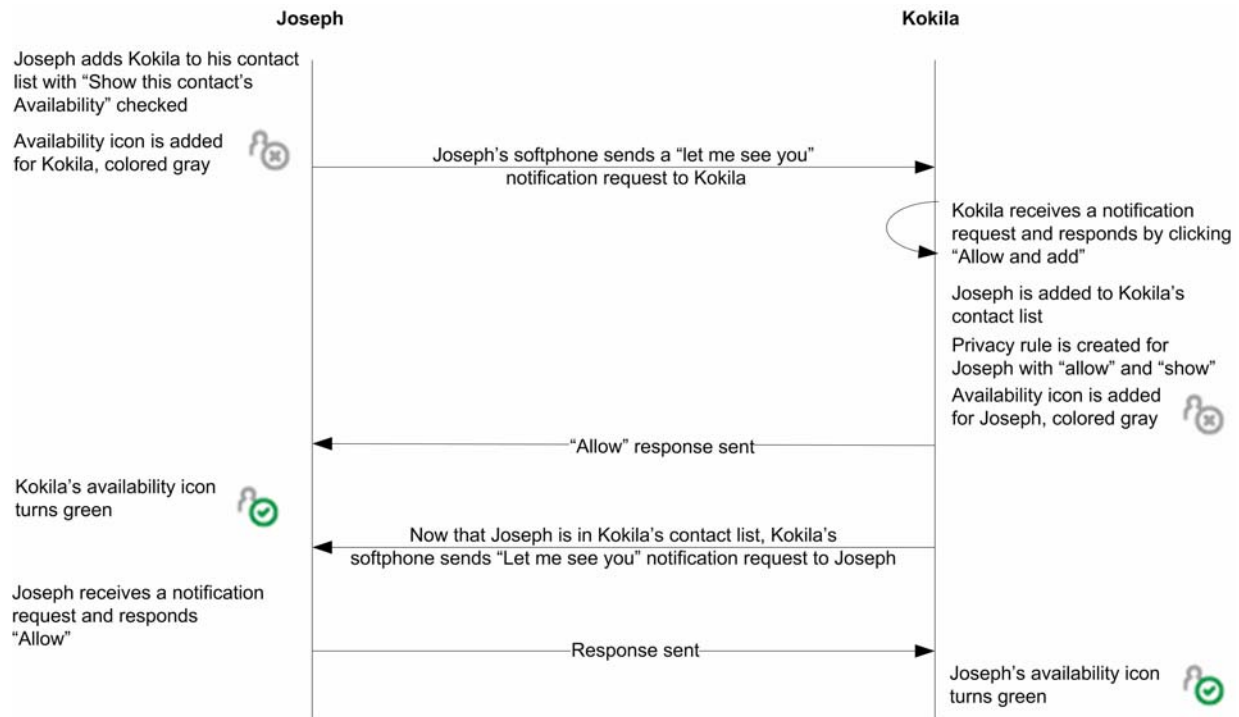 Joseph
Kokila
Joseph adds Kokila to his contact
list with “Show this contact’s
Availability” checked
Availability icon is added
for Kokila, colored gray
Joseph’s softphone sends a “let me see you”
notification request to Kokila
Kokila receives a notification
request and responds by clicking
“Allow and add”
Joseph is added to Kokila’s
contact list
Privacy rule is created for
Joseph with “allow” and “show”
Availability icon is added
for Joseph, colored gray
“Allow” response sent
Kokila’s availability icon
turns green
Now that Joseph is in Kokila’s contact list, Kokila’s
softphone sends “Let me see you” notification request to Joseph
Joseph receives a notification
request and responds
“Allow”
Response sent
Joseph’s availability icon
turns green